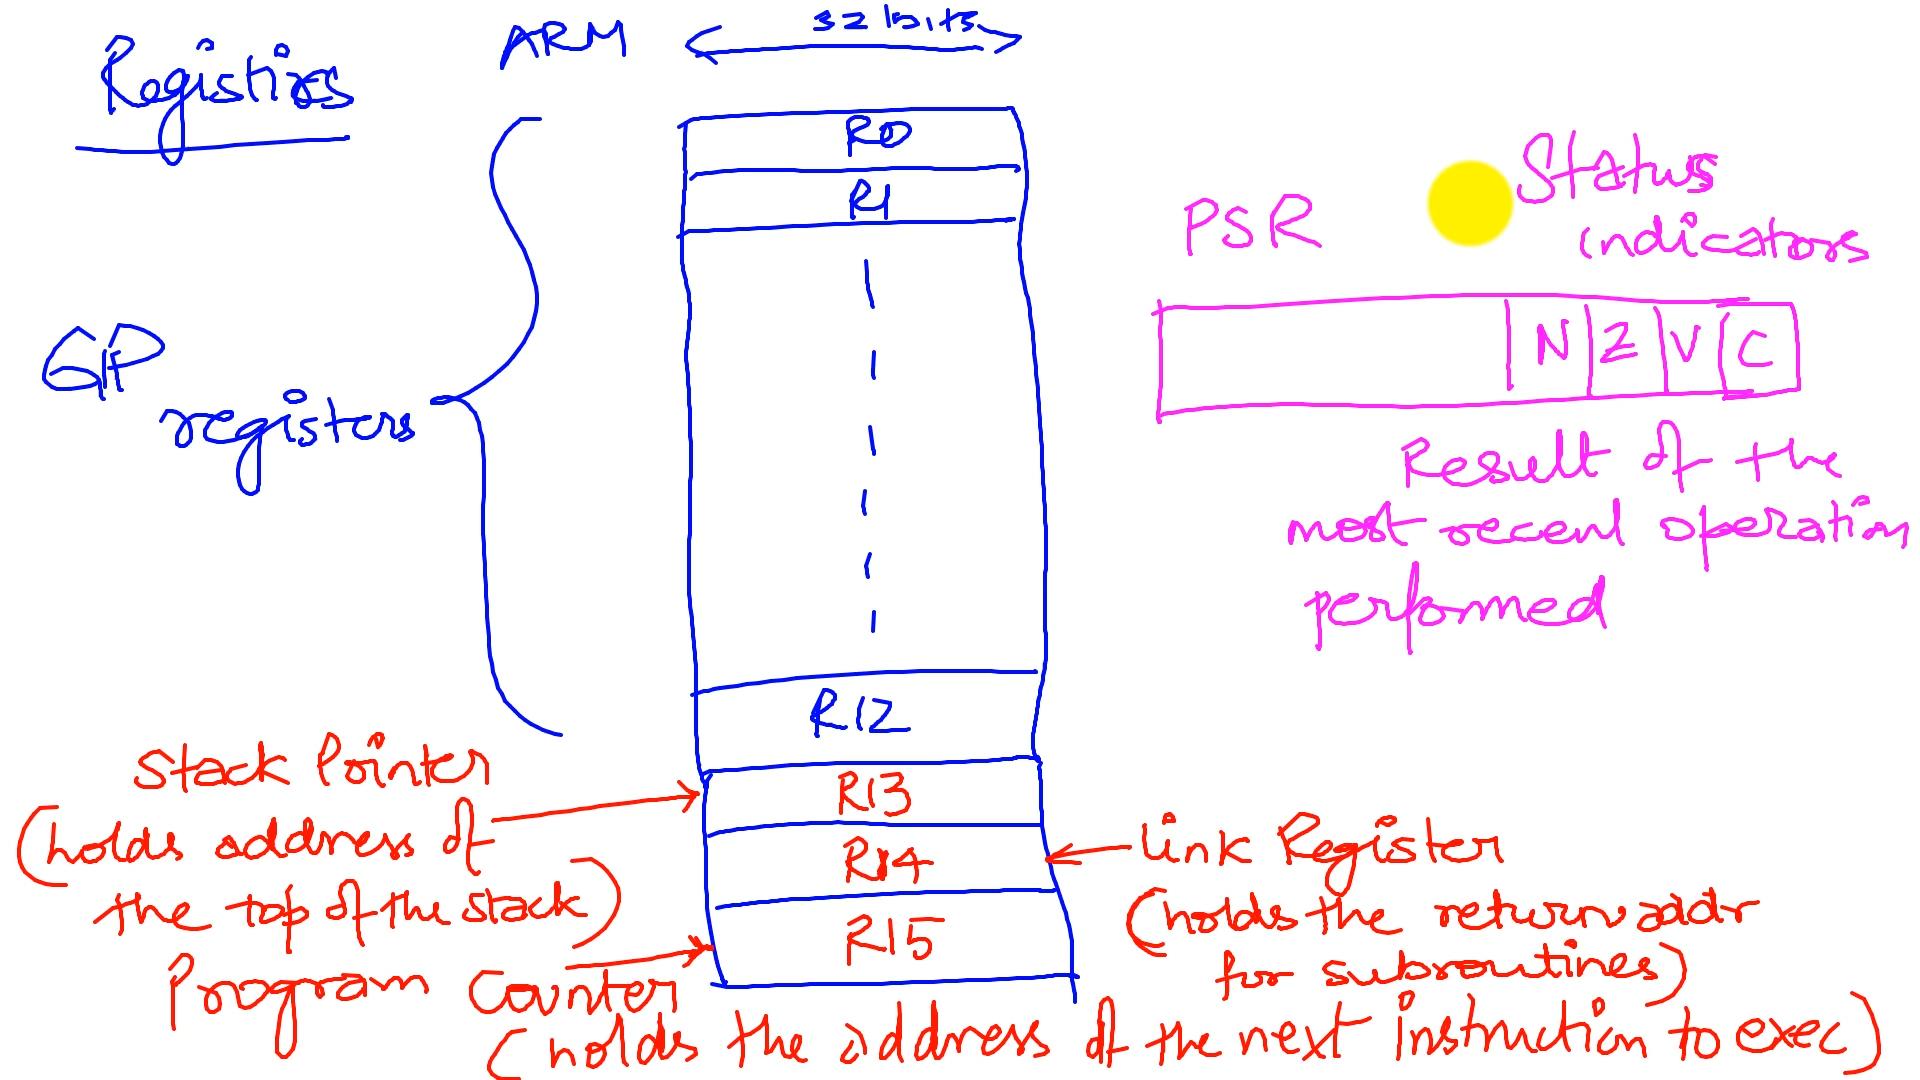 Registers
ARM
32 bits
R0
R1
GP
registers
R12
R13
R14
R15
PSR
Status
indicators
N Z V C
Result of the
most recent operation
performed
Stack Pointer
(holds address of
the top of the stack)
Link Register
(holds the return addr
for subroutines)
Program Counter
(holds the address of the next instruction to exec)